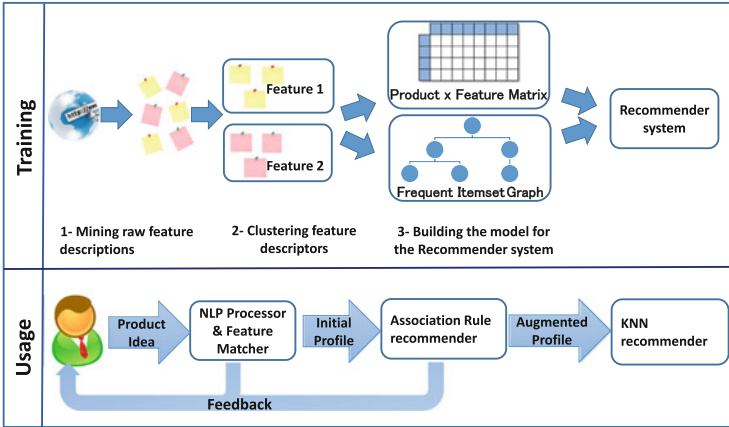 Training
http://
Feature 1
Feature 2
Product x Feature Matrix
Frequent Itemset Graph
Recommender
system
1- Mining raw feature
descriptions
2- Clustering feature
descriptors
3- Building the model for
the Recommender system
Usage
Product
Idea
NLP Processor
& Feature
Matcher
Initial
Profile
Association Rule
recommender
Augmented
Profile
KNN
recommender
Feedback